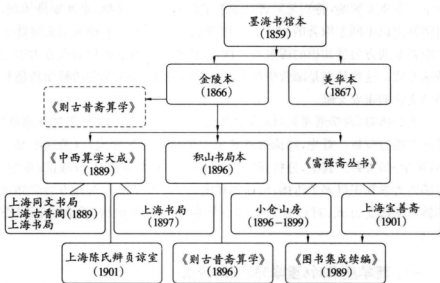 墨海书馆本
(1859)
金陵本
(1866)
美华本
(1867)
《则古昔斋算学》
《中西算学大成》
(1889)
积山书局本
(1896)
《富强斋丛书》
上海同文书局
上海古香阁(1889)
上海书局
上海书局
(1897)
小仓山房
(1896-1899)
上海宝善斋
(1901)
上海陈氏辩贞谅室
(1901)
《则古昔斋算学》
(1896)
《图书集成续编》
(1989)